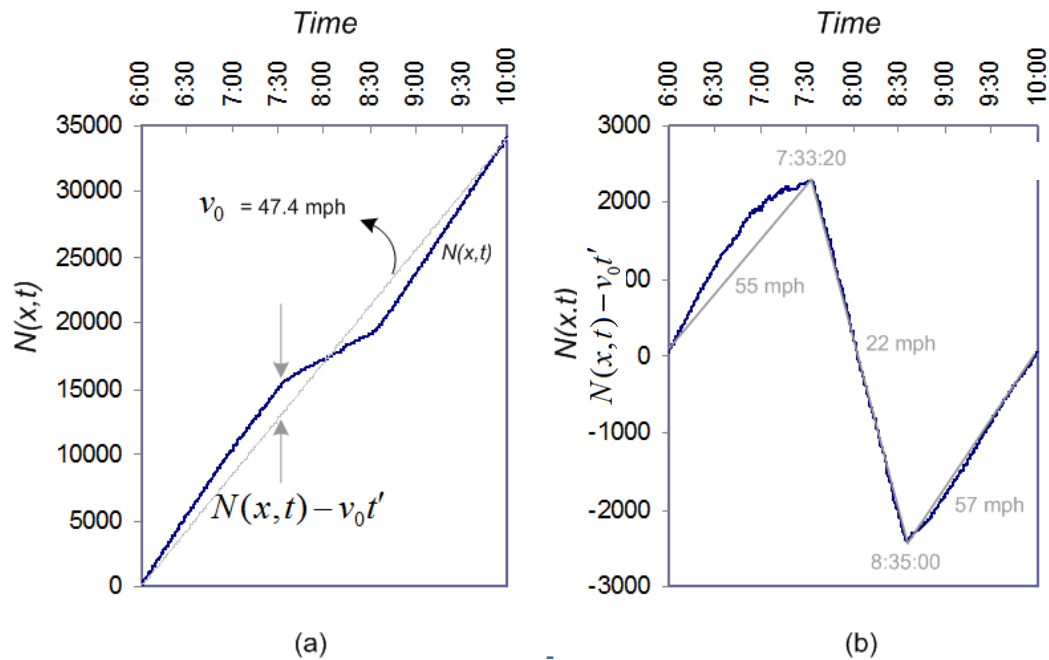 Time
6:00
6:30
7:00
7:30
8:00
8:30
9:00
9:30
10:00
35000
30000
25000
20000
15000
10000
5000
0
N(x,t)
v₀ = 47.4 mph
N(x,t)
N(x,t) − v₀t′
(a)
Time
6:00
6:30
7:00
7:30
8:00
8:30
9:00
9:30
10:00
3000
2000
00
0
-1000
-2000
-3000
N(x.t)
N(x,t) − v₀t′
7:33:20
55 mph
22 mph
57 mph
8:35:00
(b)